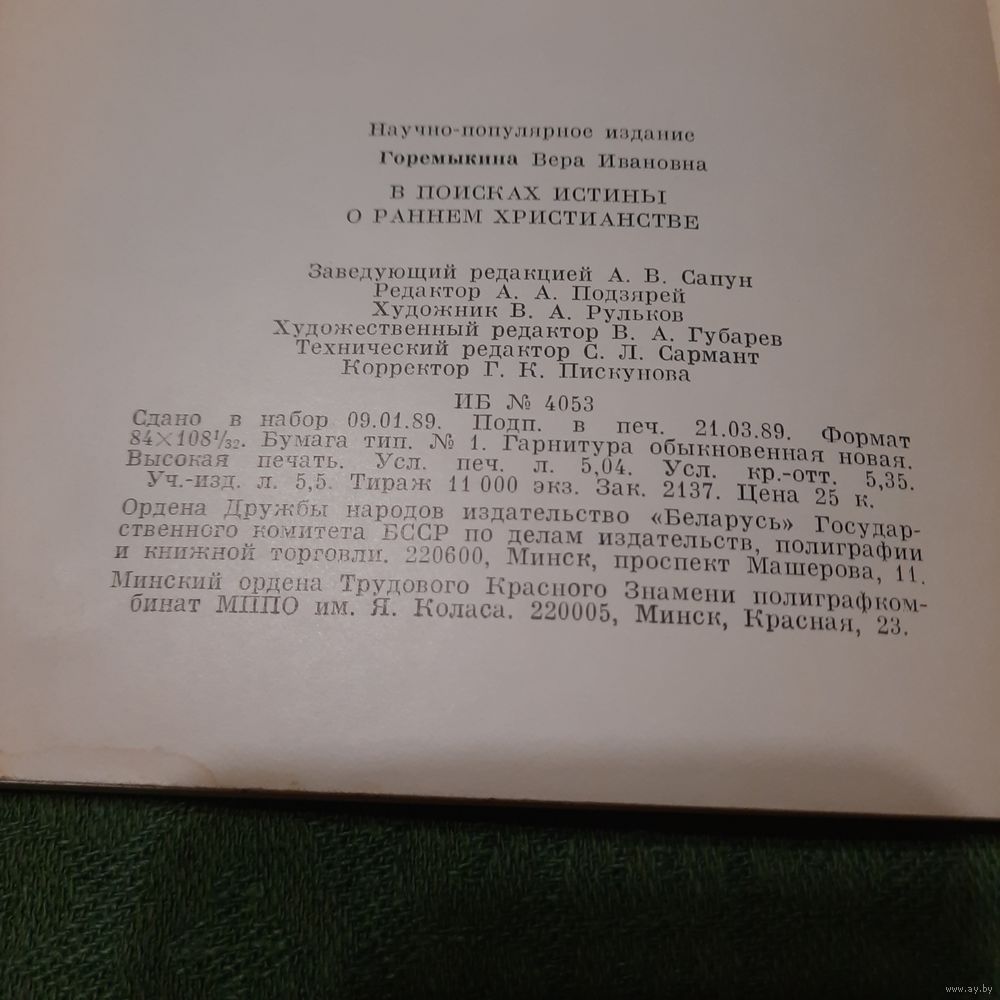 Научно-популярное издание
Горемыкина Вера Ивановна
В ПОИСКАХ ИСТИНЫ
О РАННЕМ ХРИСТИАНСТВЕ
Заведующий редакцией А. В. Сапун
Редактор А. А. Подзярей
Художник В. А. Рульков
Художественный редактор В. А. Губарев
Технический редактор С. Л. Сармант
Корректор Г. К. Пискунова
ИБ № 4053
Сдано в набор 09.01.89. Подп. в печ. 21.03.89. Формат
84×108¹/₃₂. Бумага тип. № 1. Гарнитура обыкновенная новая.
Высокая печать. Усл. печ. л. 5,04. Усл. кр.-отт. 5,35.
Уч.-изд. л. 5,5. Тираж 11 000 экз. Зак. 2137. Цена 25 к.
Ордена Дружбы народов издательство «Беларусь» Государ-
ственного комитета БССР по делам издательств, полиграфии
и книжной торговли. 220600, Минск, проспект Машерова, 11.
Минский ордена Трудового Красного Знамени полиграфком-
бинат МППО им. Я. Коласа. 220005, Минск, Красная, 23.
www.ay.by